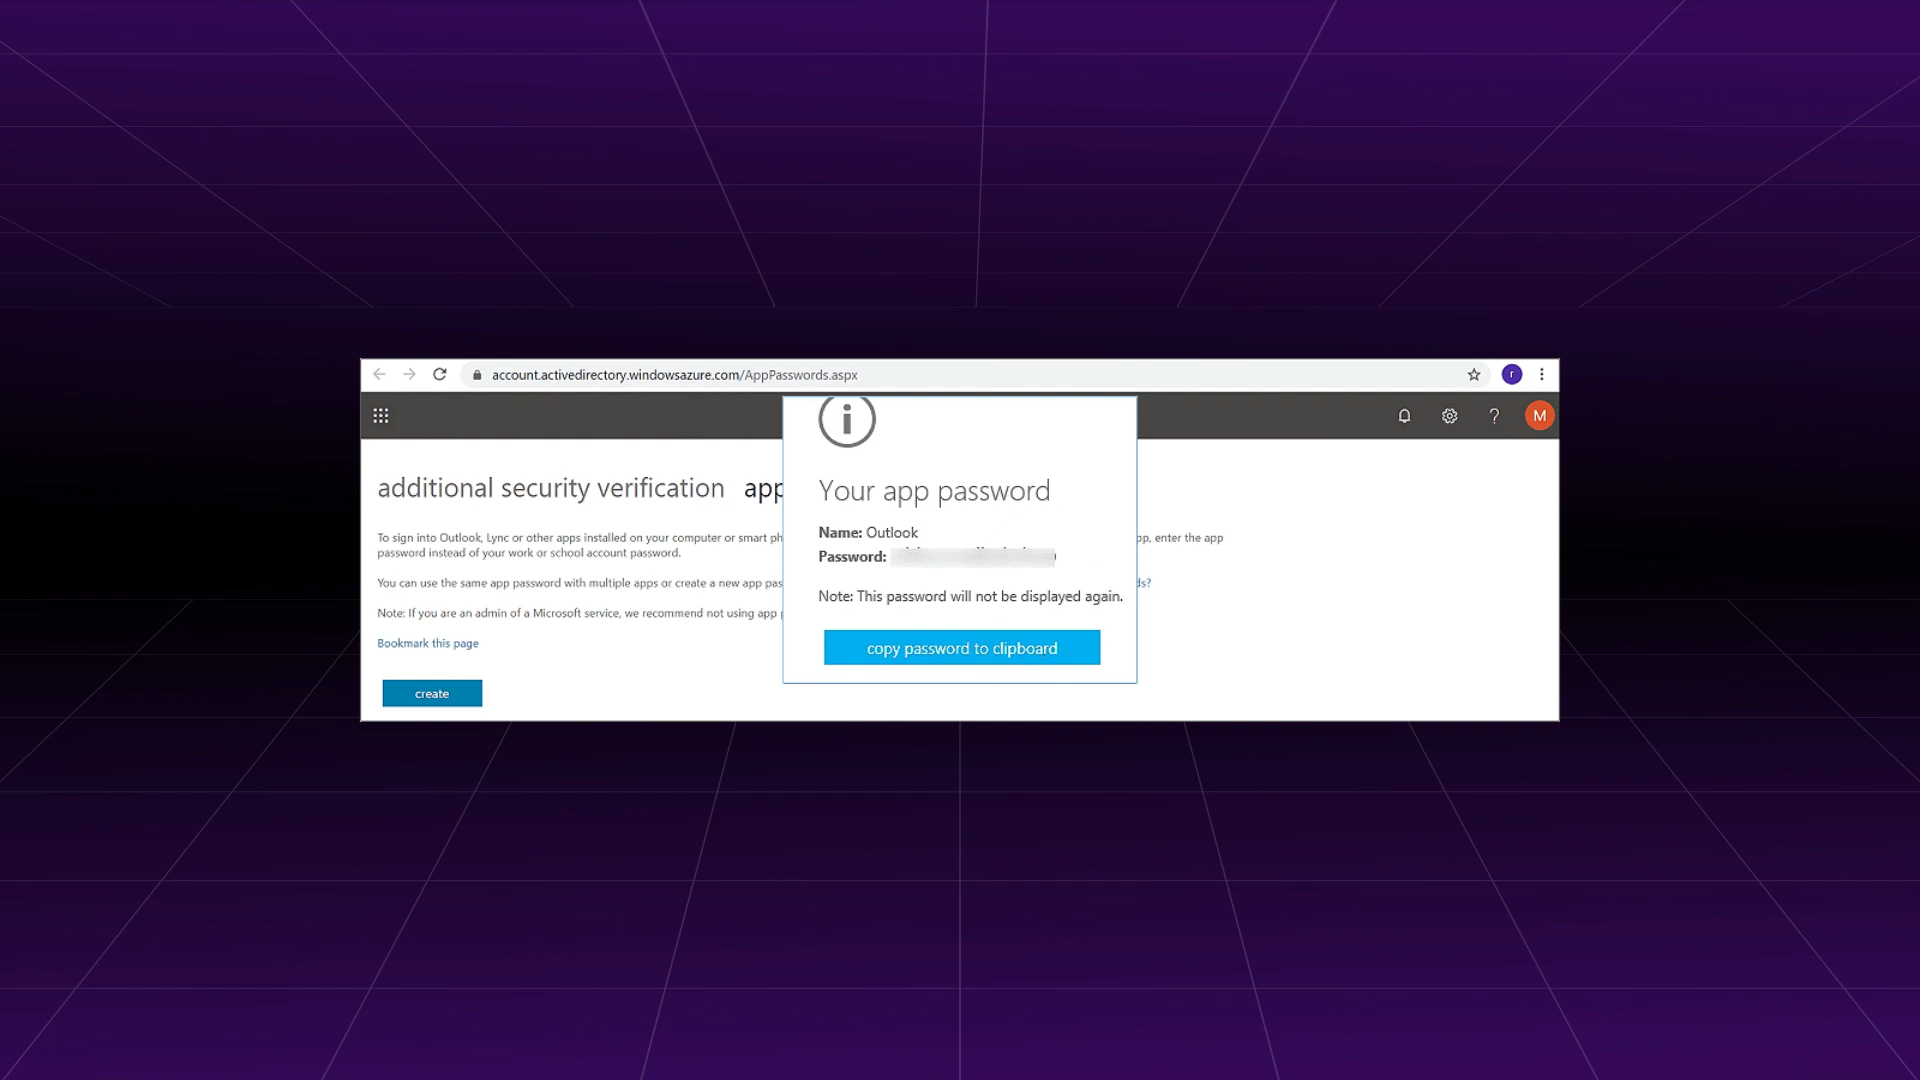 account.activedirectory.windowsazure.com/AppPasswords.aspx
r
M
additional security verification app
To sign into Outlook, Lync or other apps installed on your computer or smart ph
pp, enter the app
password instead of your work or school account password.
You can use the same app password with multiple apps or create a new app pas
ds?
Note: If you are an admin of a Microsoft service, we recommend not using app
Bookmark this page
create
Your app password
Name: Outlook
Password:
Note: This password will not be displayed again.
copy password to clipboard